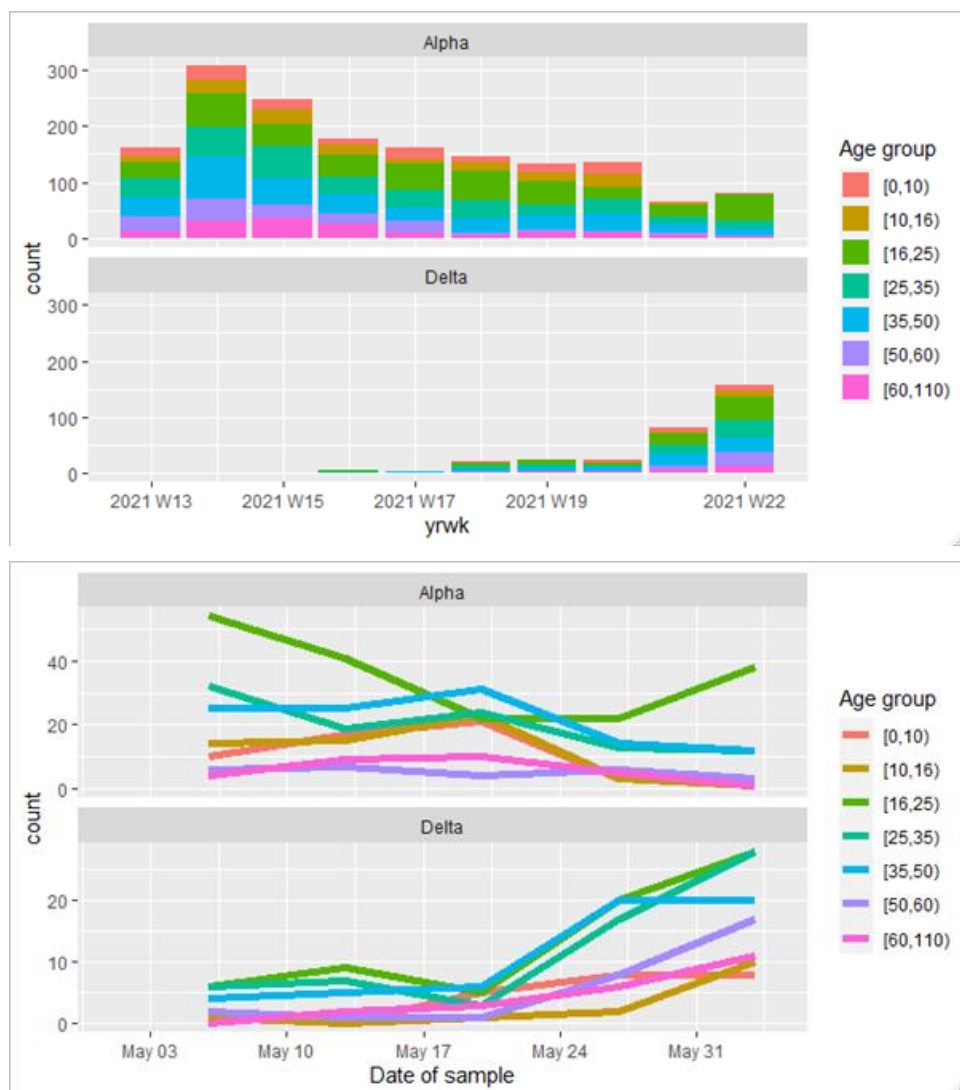 Alpha
300
200
100
0
Delta
300
200
100
0
count
2021 W13
2021 W15
2021 W17
2021 W19
2021 W22
yrwk
Age group
[0,10)
[10,16)
[16,25)
[25,35)
[35,50)
[50,60)
[60,110)
Alpha
40
20
0
Delta
20
10
0
count
May 03
May 10
May 17
May 24
May 31
Date of sample
Age group
[0,10)
[10,16)
[16,25)
[25,35)
[35,50)
[50,60)
[60,110)